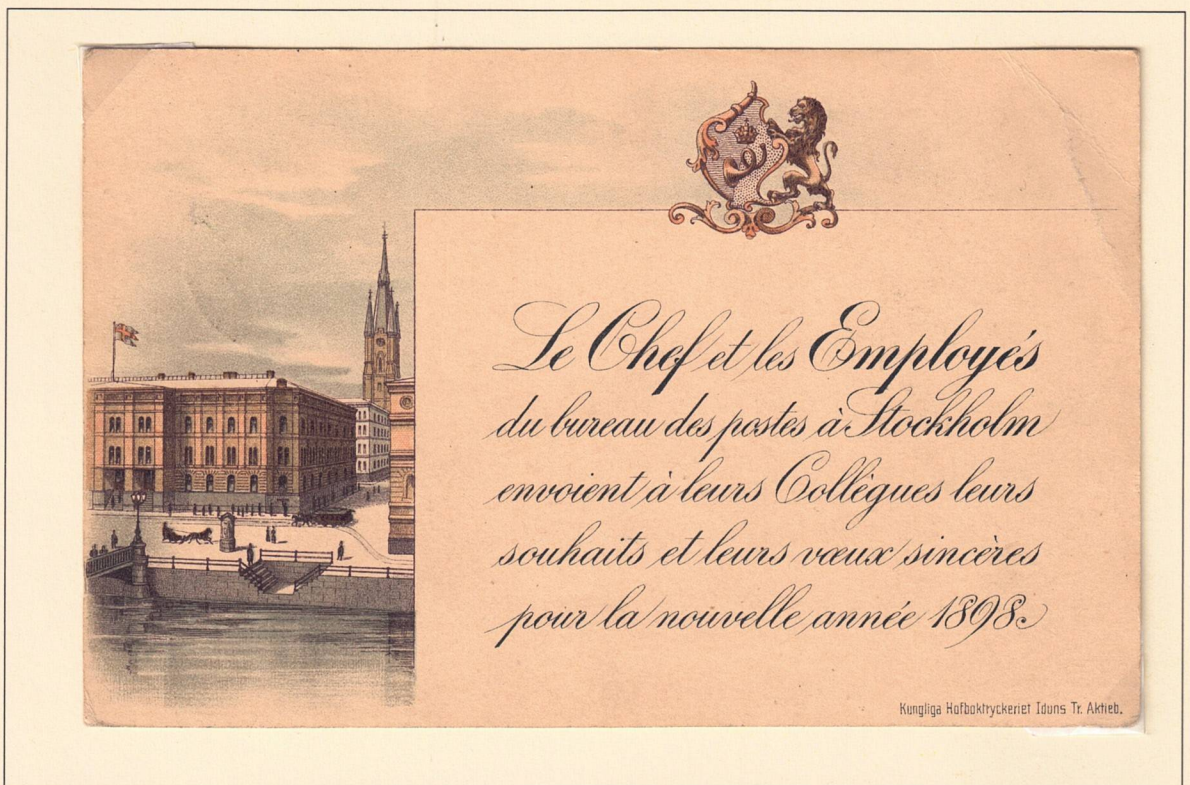 Le Chef et les Employés
du bureau des postes à Stockholm
envoient à leurs Collègues leurs
souhaits et leurs vœux sincères
pour la nouvelle année 1898.
Kungliga Hofboktryckeriet Iduns Tr. Aktieb.